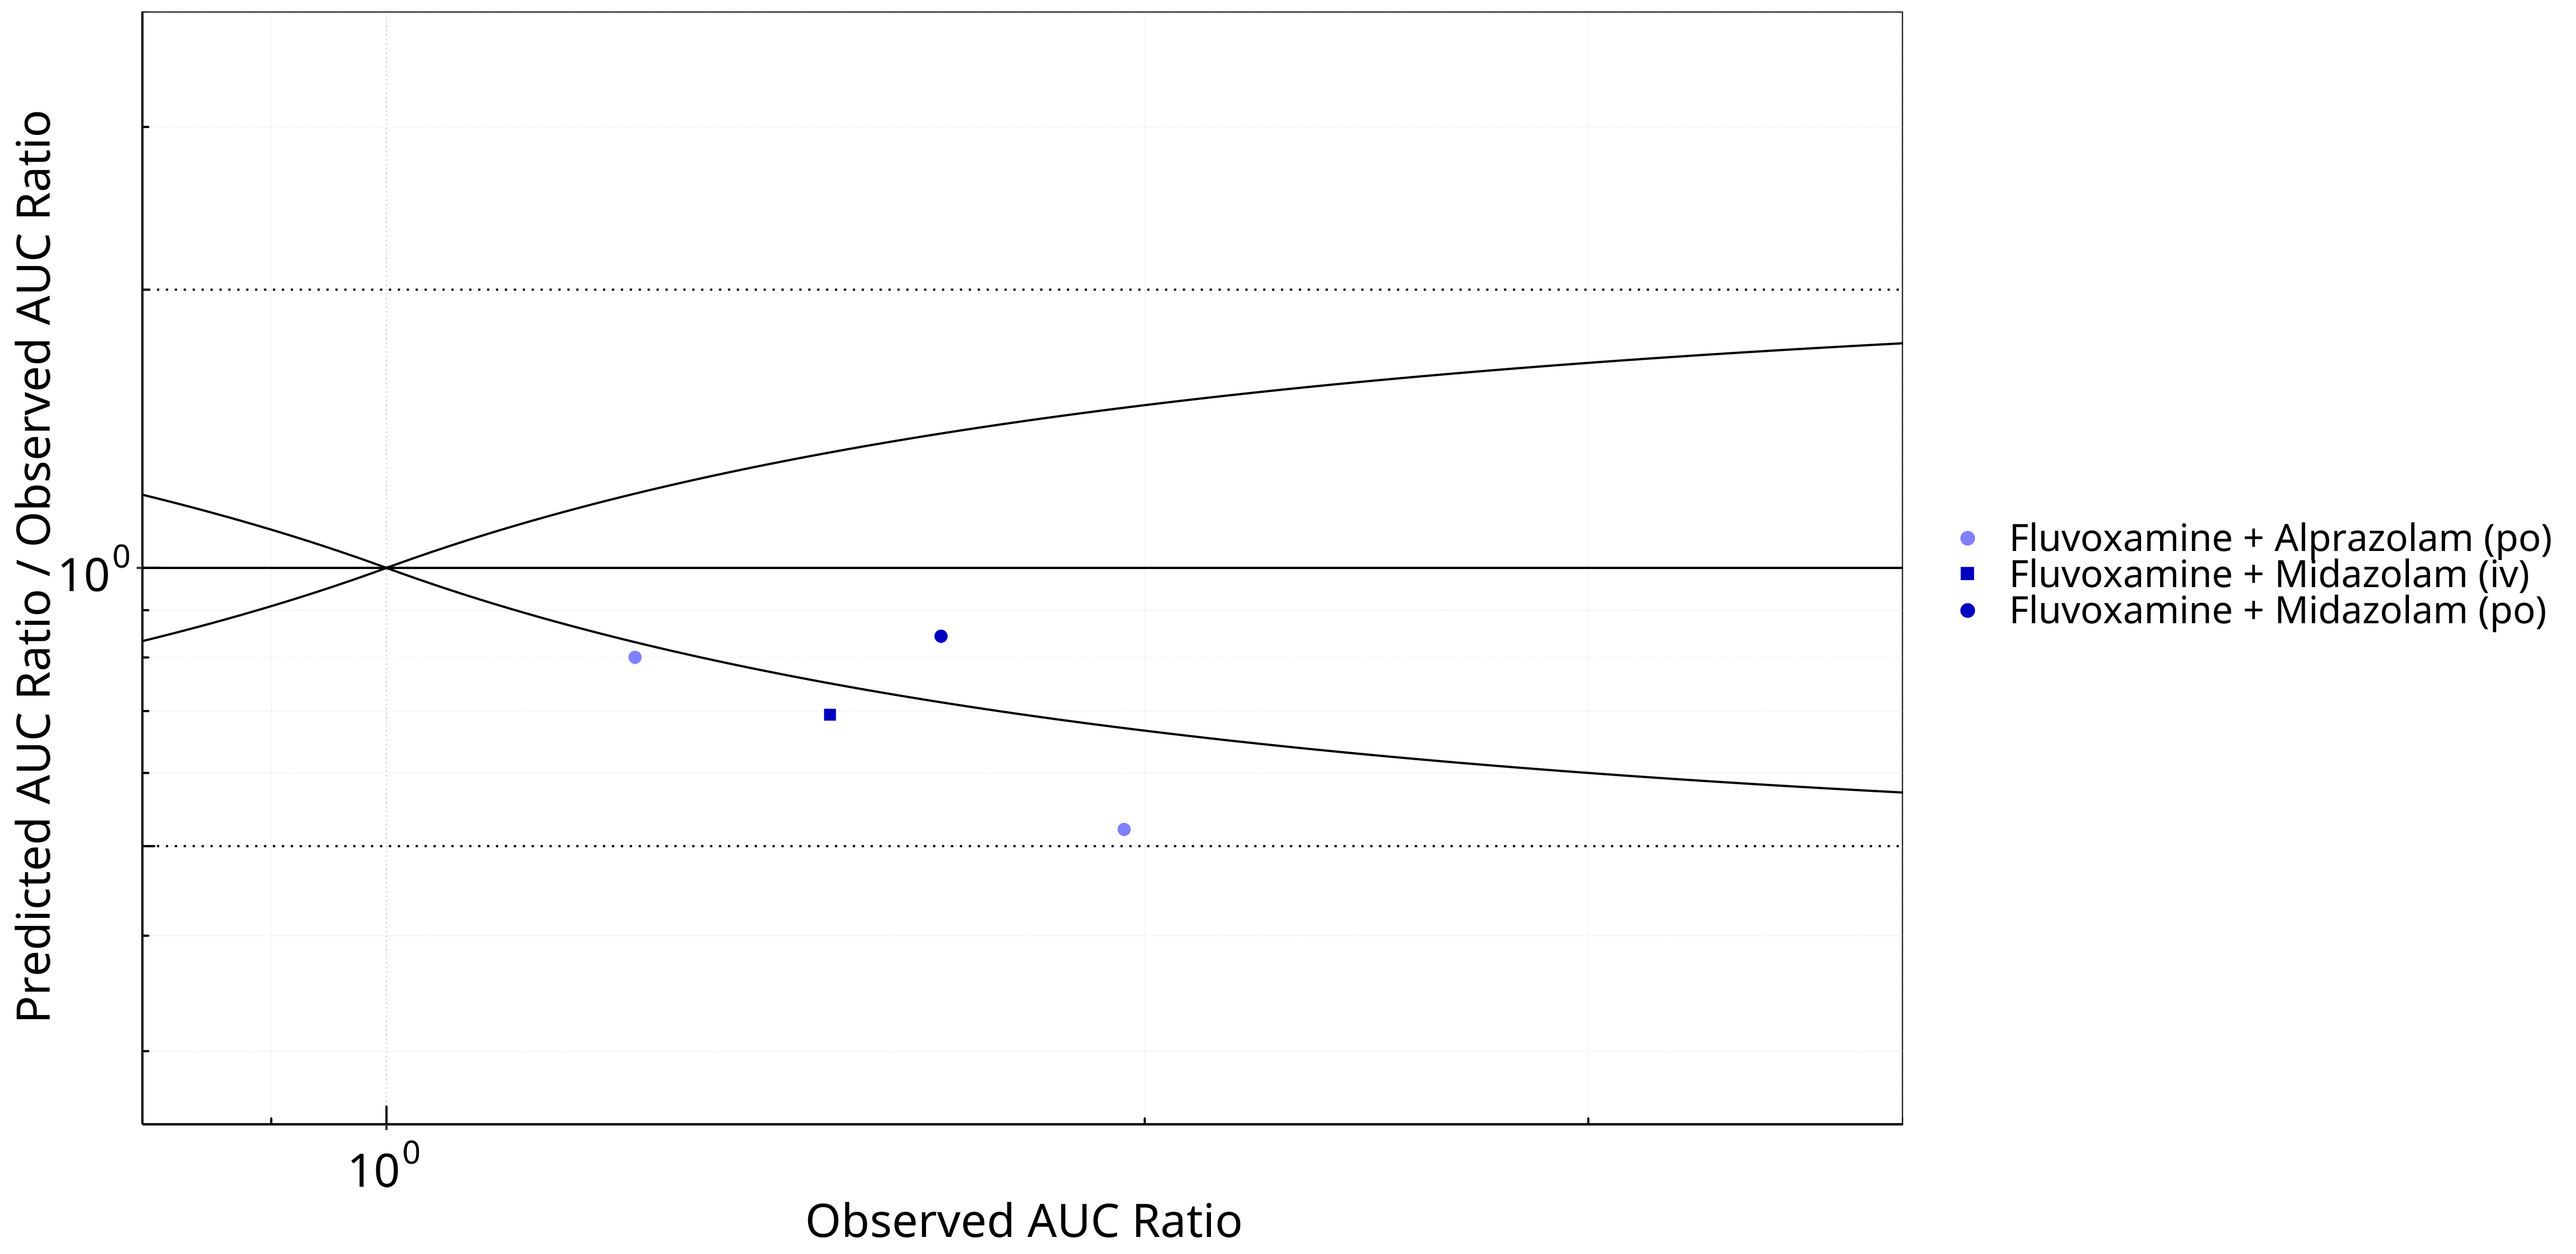 Predicted AUC Ratio / Observed AUC Ratio
10⁰
10⁰
Observed AUC Ratio
Fluvoxamine + Alprazolam (po)
Fluvoxamine + Midazolam (iv)
Fluvoxamine + Midazolam (po)